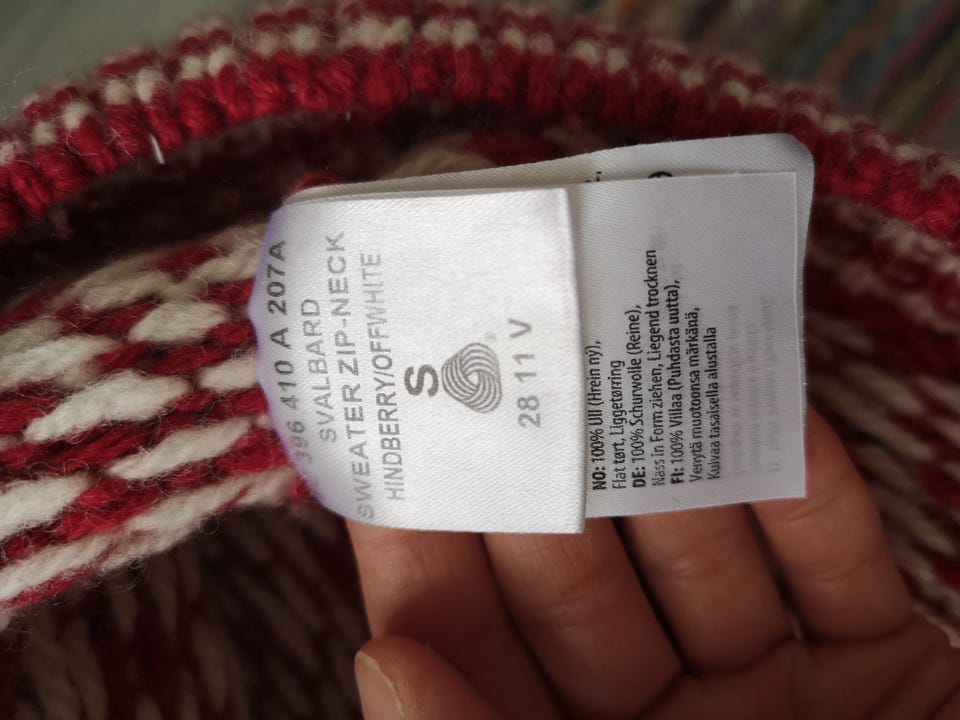 396 410 A 207A
SVALBARD
SWEATER ZIP-NECK
HINDBERRY/OFFWHITE
S
28 11 V
NO: 100% Ull (Hrein ný),
Flat tørt, Liggetørring
DE: 100% Schurwolle (Reine),
Nass in Form ziehen, Liegend trocknen
FI: 100% Villaa (Puhdasta uutta),
Venytä muotoonsa märkänä,
Kuivaa tasaisella alustalla